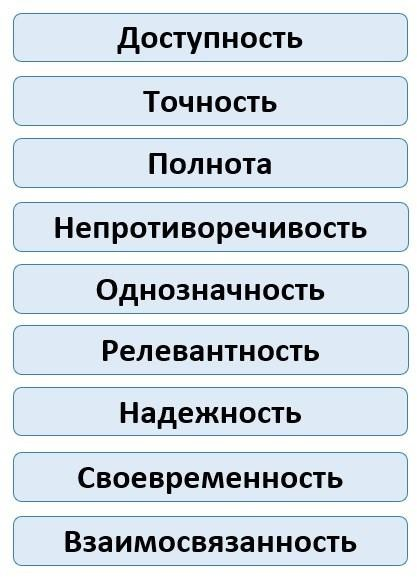 Доступность
Точность
Полнота
Непротиворечивость
Однозначность
Релевантность
Надежность
Своевременность
Взаимосвязанность